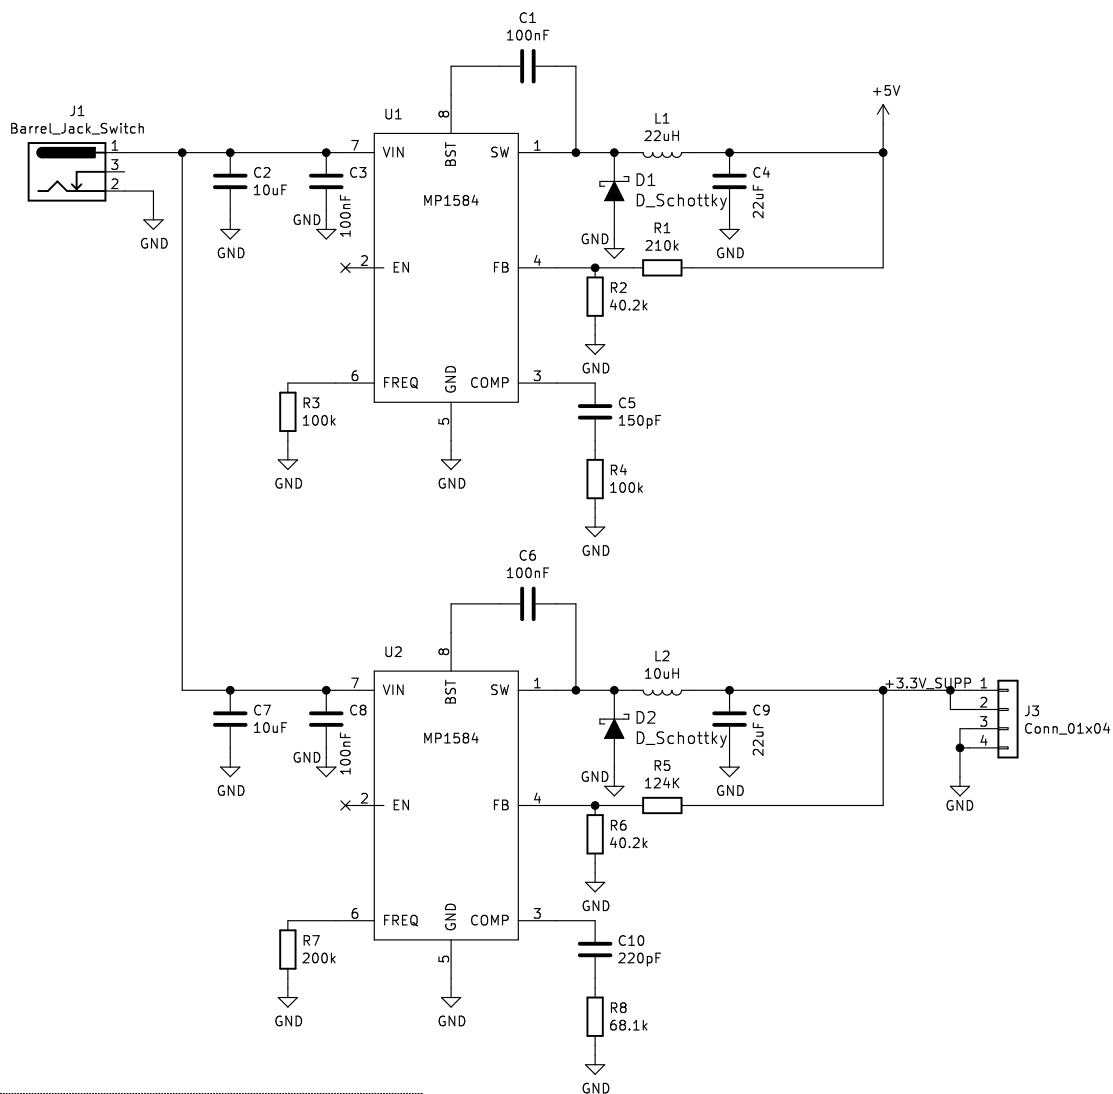 C1
100nF
J1
Barrel_Jack_Switch
1
3
2
GND
C2
10uF
GND
C3
100nF
GND
U1
MP1584
7
VIN
8
BST
SW
1
2
EN
FB
4
6
FREQ
GND
5
COMP
3
L1
22uH
+5V
D1
D_Schottky
GND
C4
22uF
GND
R1
210k
R2
40.2k
GND
R3
100k
GND
GND
C5
150pF
R4
100k
GND
C6
100nF
U2
MP1584
7
VIN
8
BST
SW
1
2
EN
FB
4
6
FREQ
GND
5
COMP
3
C7
10uF
GND
C8
100nF
GND
L2
10uH
D2
D_Schottky
GND
C9
22uF
GND
+3.3V_SUPP
1
2
3
4
J3
Conn_01x04
GND
R5
124K
R6
40.2k
GND
R7
200k
GND
GND
C10
220pF
R8
68.1k
GND